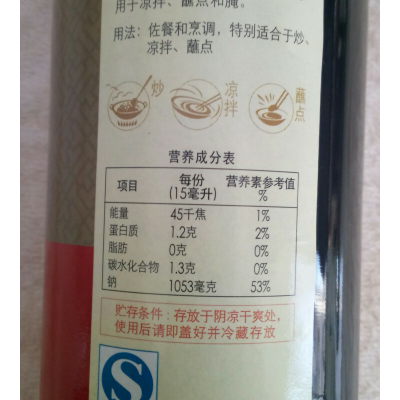 用于凉拌、蘸点和腌。
用法：佐餐和烹调，特别适合于炒、
凉拌、蘸点
炒 凉拌 蘸点
营养成分表
项目 每份(15毫升) 营养素参考值%
能量 45千焦 1%
蛋白质 1.2克 2%
脂肪 0克 0%
碳水化合物 1.3克 0%
钠 1053毫克 53%
贮存条件：存放于阴凉干爽处，
使用后请即盖好并冷藏存放
S